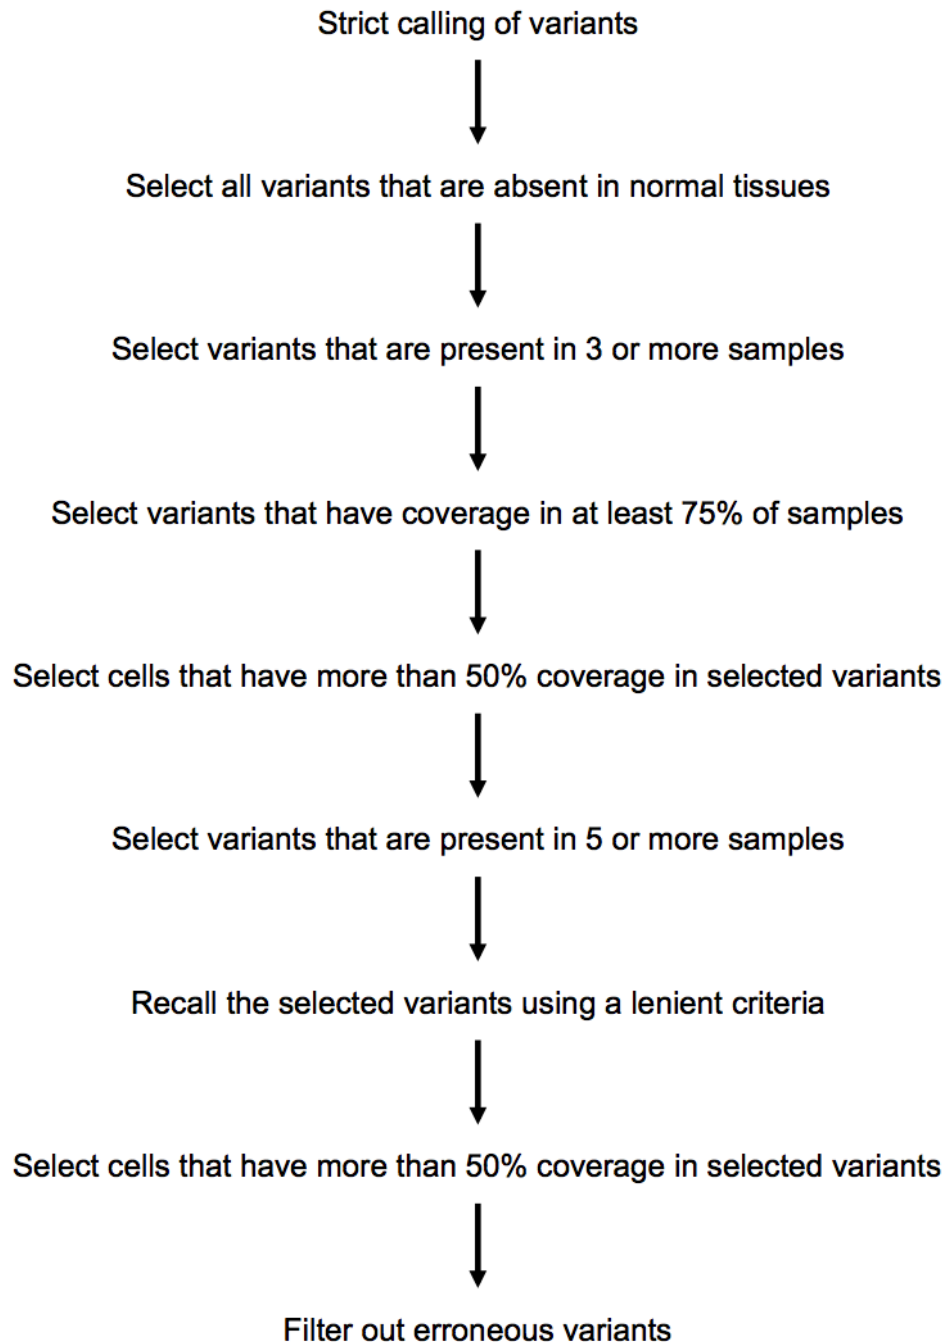 Strict calling of variants
Select all variants that are absent in normal tissues
Select variants that are present in 3 or more samples
Select variants that have coverage in at least 75% of samples
Select cells that have more than 50% coverage in selected variants
Select variants that are present in 5 or more samples
Recall the selected variants using a lenient criteria
Select cells that have more than 50% coverage in selected variants
Filter out erroneous variants